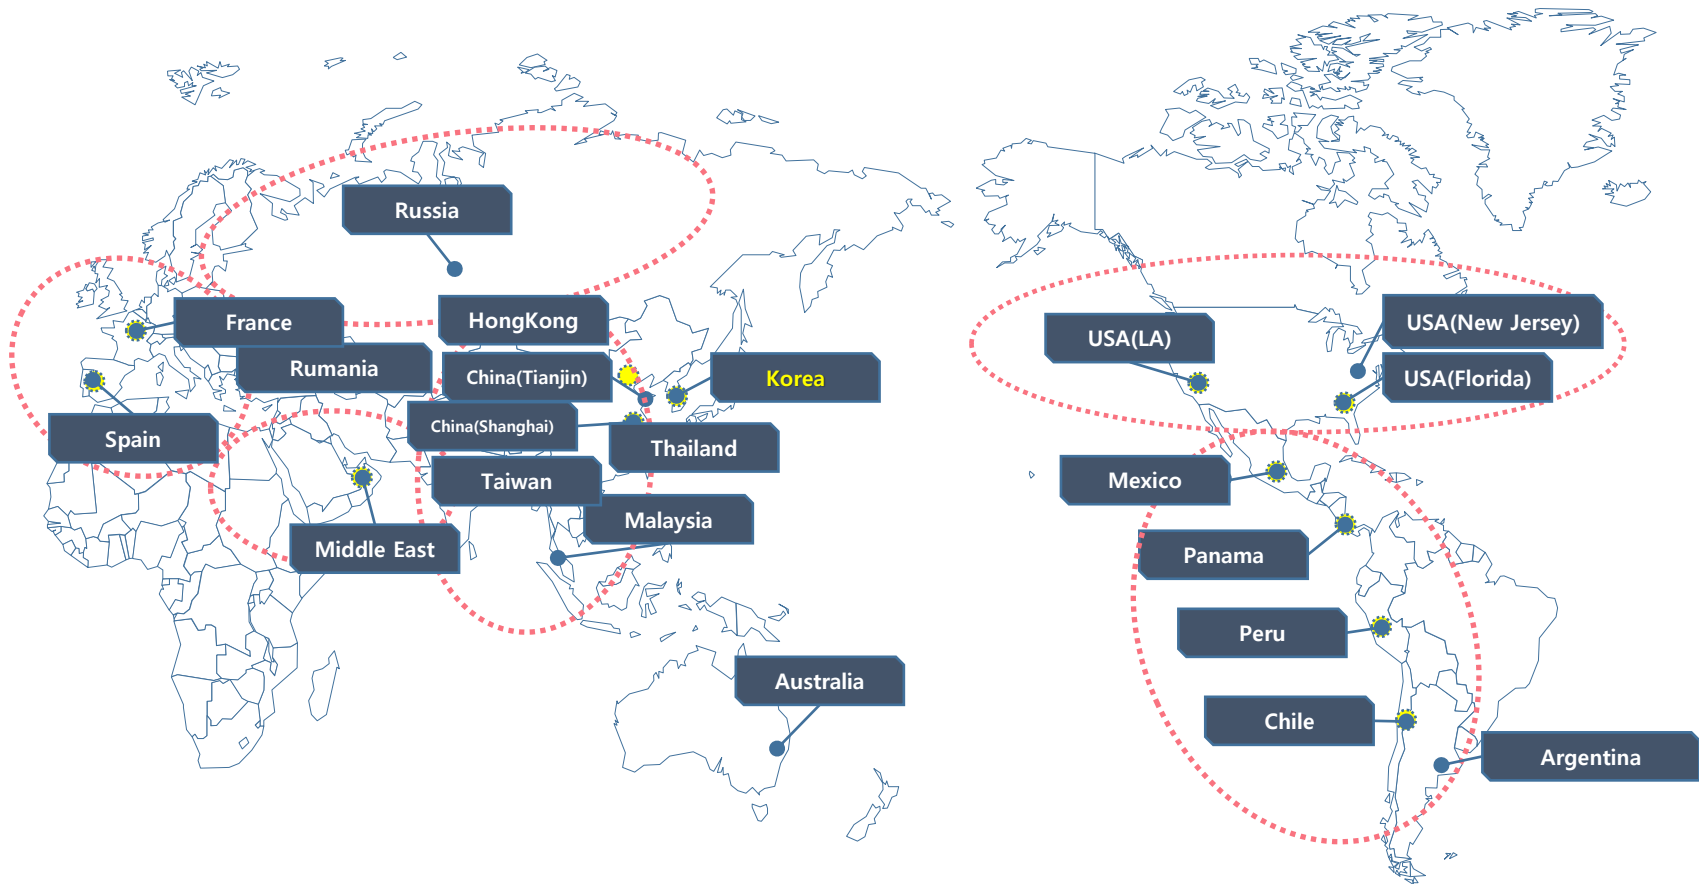 Russia
France
HongKong
Rumania
China(Tianjin)
Korea
Spain
China(Shanghai)
Thailand
Taiwan
Malaysia
Middle East
Australia
USA(LA)
USA(New Jersey)
USA(Florida)
Mexico
Panama
Peru
Chile
Argentina